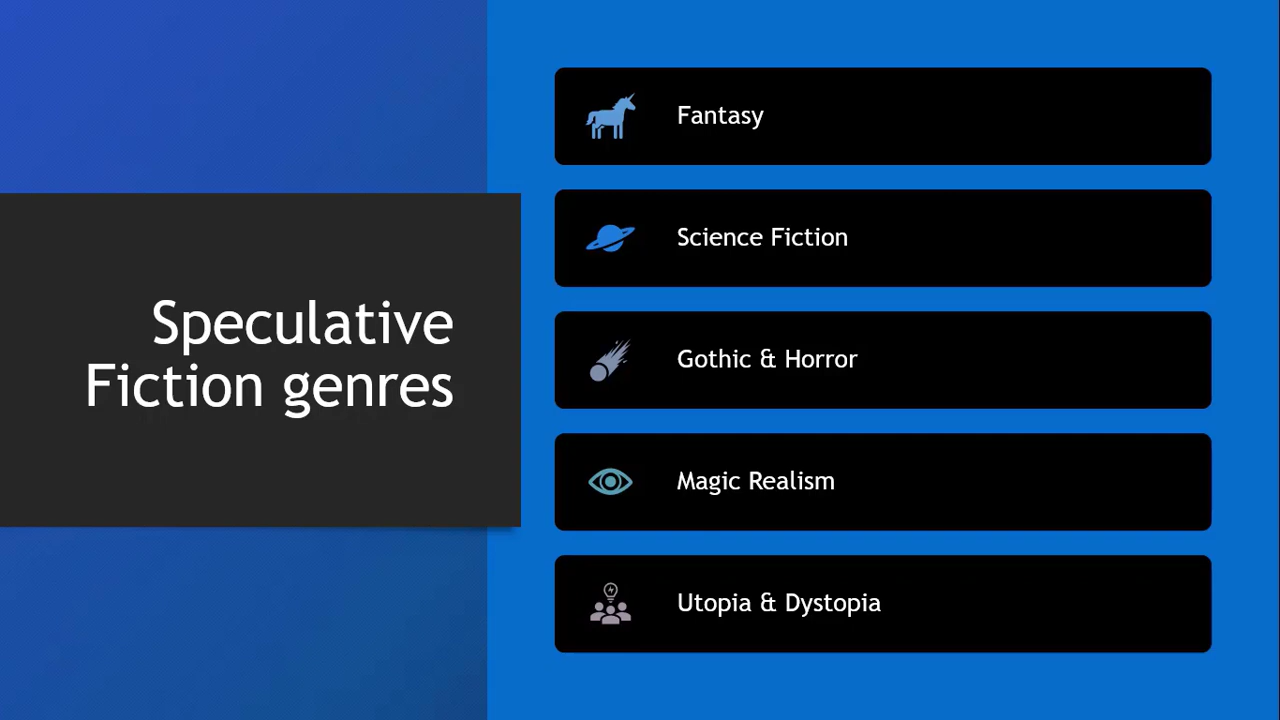 Speculative
Fiction genres
Fantasy
Science Fiction
Gothic & Horror
Magic Realism
Utopia & Dystopia